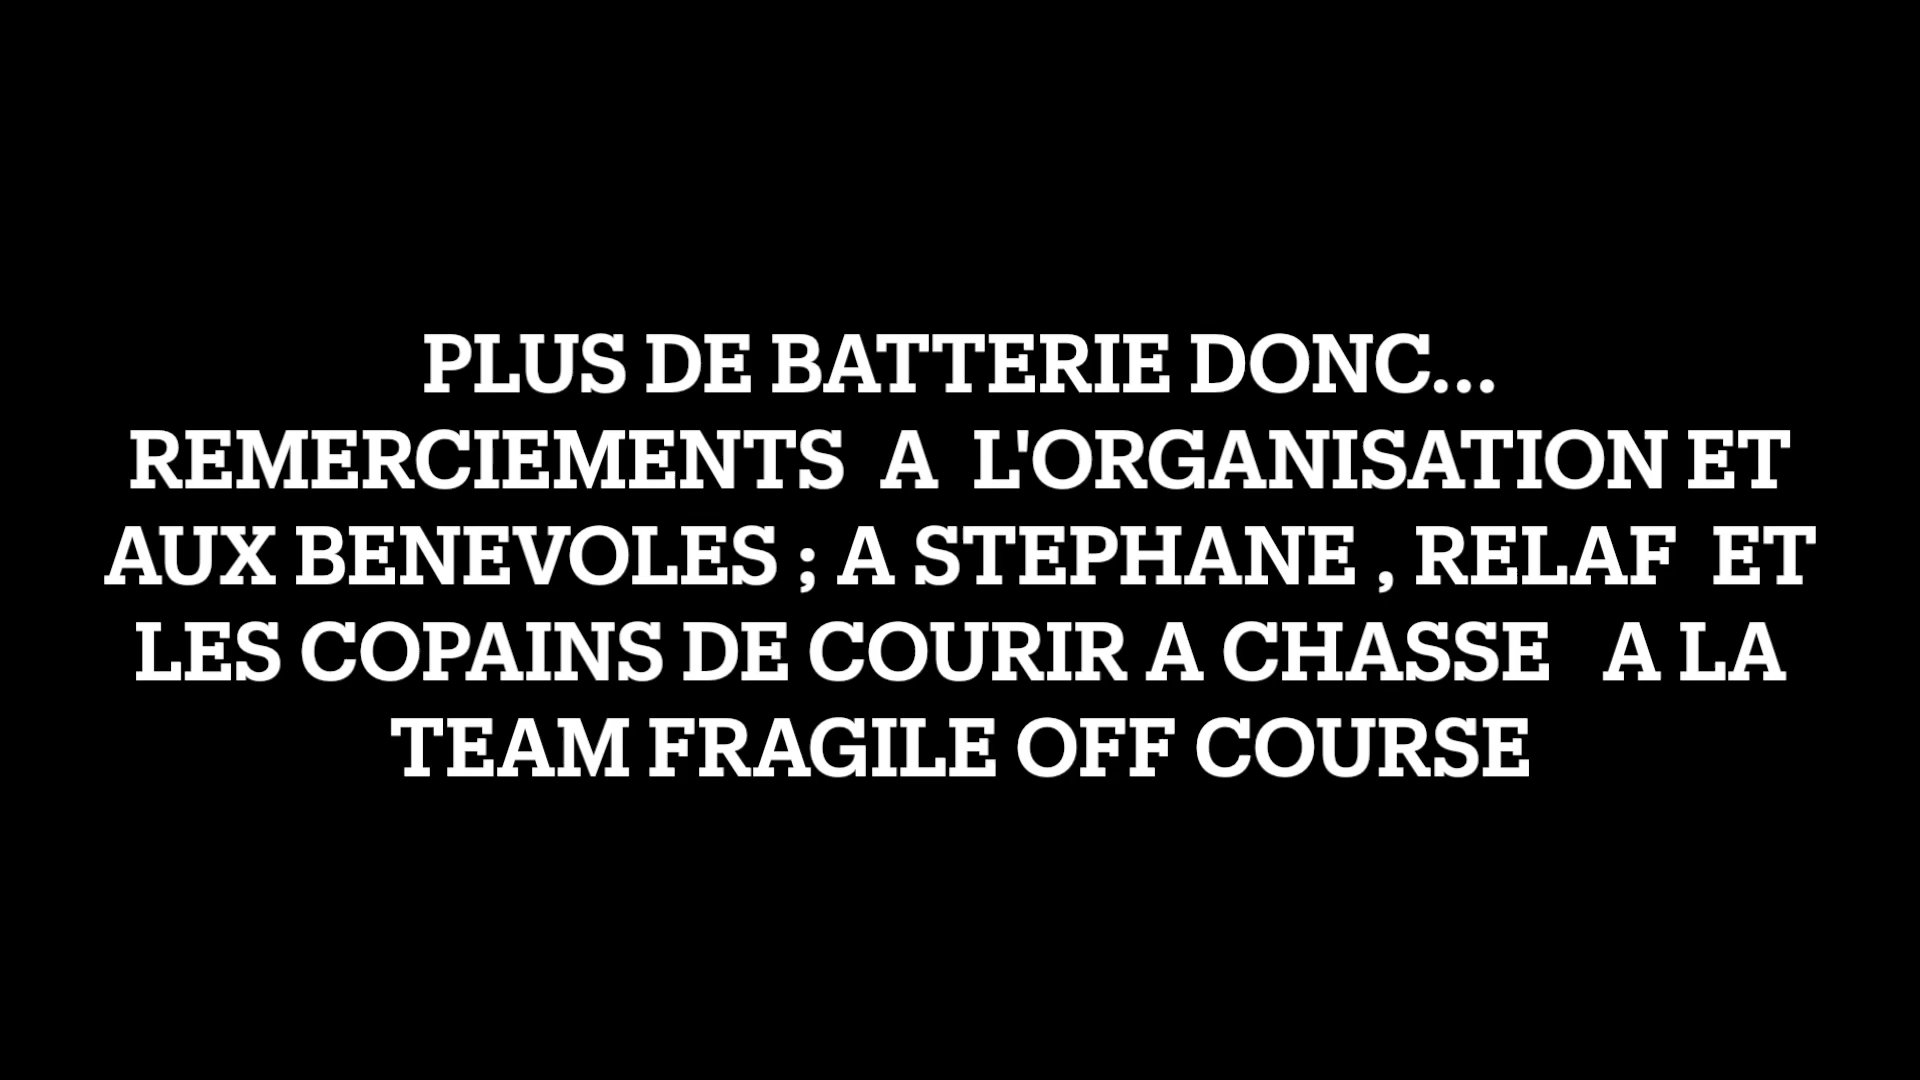 PLUS DE BATTERIE DONC...
REMERCIEMENTS  A  L'ORGANISATION ET
AUX BENEVOLES ; A STEPHANE , RELAF  ET
LES COPAINS DE COURIR A CHASSE   A LA
TEAM FRAGILE OFF COURSE